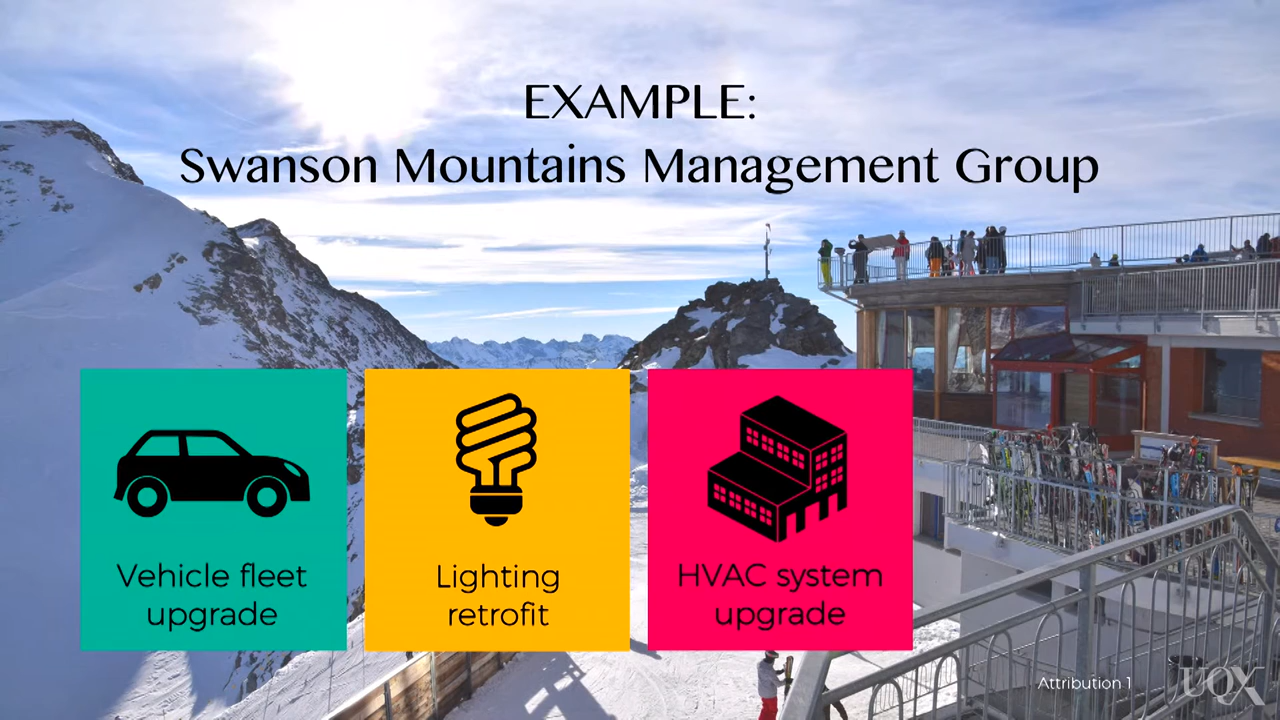 EXAMPLE:
Swanson Mountains Management Group
Vehicle fleet
upgrade
Lighting
retrofit
HVAC system
upgrade
Attribution 1
UQX